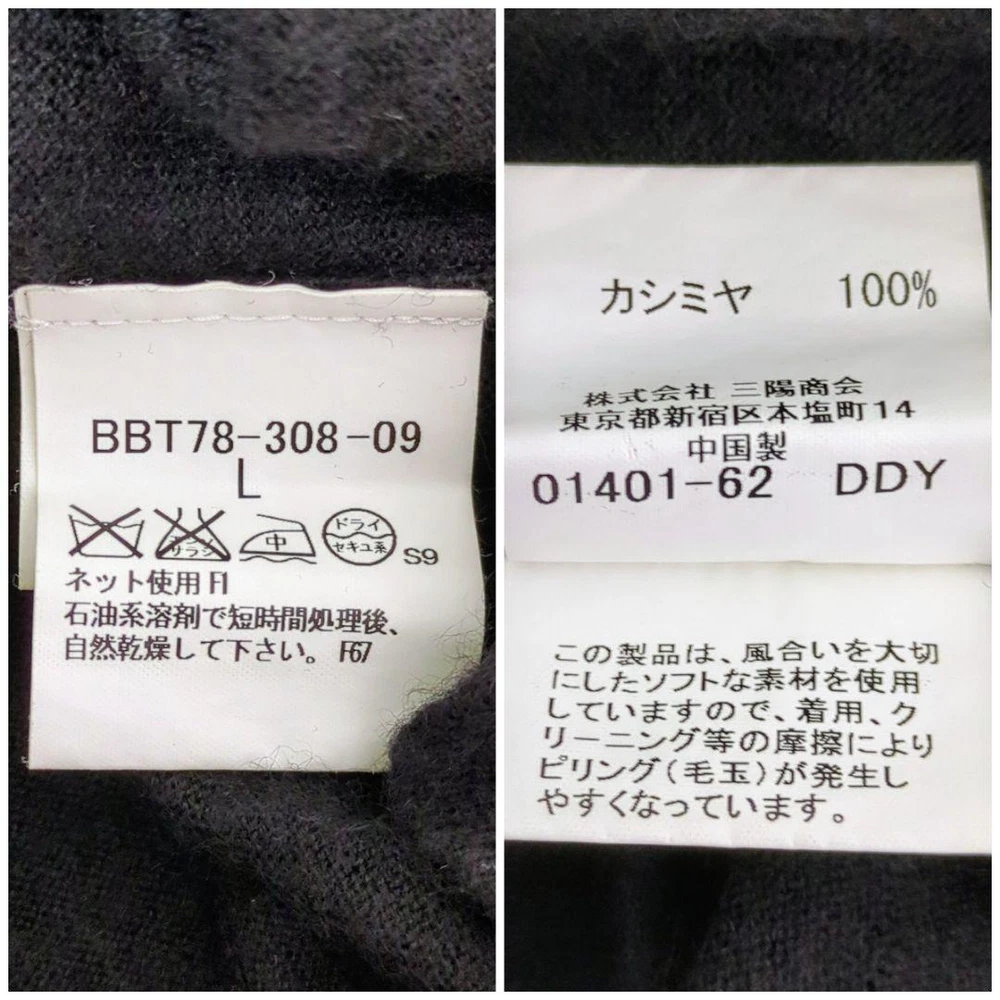 BBT78-308-09
L
サラシ
中
ドライ
セキユ系
S9
ネット使用 FI
石油系溶剤で短時間処理後、
自然乾燥して下さい。 F67
カシミヤ 100%
株式会社 三陽商会
東京都新宿区本塩町14
中国製
01401-62 DDY
この製品は、風合いを大切
にしたソフトな素材を使用
していますので、着用、ク
リーニング等の摩擦により
ピリング(毛玉)が発生し
やすくなっています。